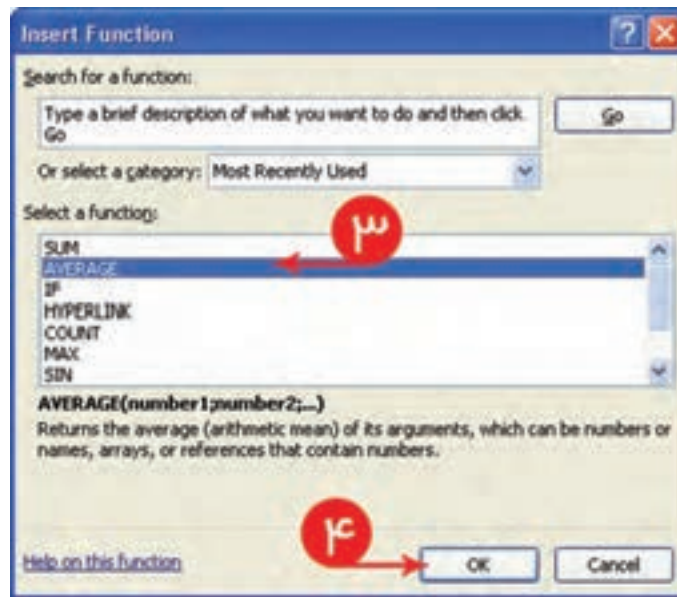 Insert Function
Search for a function:
Type a brief description of what you want to do and then click
Go
Go
Or select a category: Most Recently Used
Select a function:
۳
SUM
AVERAGE
IF
HYPERLINK
COUNT
MAX
SIN
AVERAGE(number1;number2;...)
Returns the average (arithmetic mean) of its arguments, which can be numbers or
names, arrays, or references that contain numbers.
۴
Help on this function
OK
Cancel